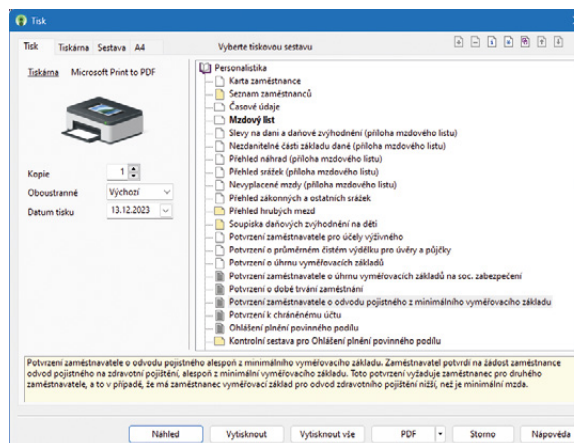 Tisk
Tisk Tiskárna Sestava A4
Vyberte tiskovou sestavu
Tiskárna Microsoft Print to PDF
Kopie 1
Oboustranné Výchozí
Datum tisku 13.12.2023
Personalistika
Karta zaměstnance
Seznam zaměstnanců
Časové údaje
Mzdový list
Slevy na dani a daňové zvýhodnění (příloha mzdového listu)
Nezdanitelné části základu daně (příloha mzdového listu)
Přehled náhrad (příloha mzdového listu)
Přehled srážek (příloha mzdového listu)
Nevyplacené mzdy (příloha mzdového listu)
Přehled zákonných a ostatních srážek
Přehled hrubých mezd
Soupiska daňových zvýhodnění na děti
Potvrzení zaměstnavatele pro účely výživného
Potvrzení o průměrném čistém výdělku pro úvěry a půjčky
Potvrzení o úhrnu vyměřovacích základů
Potvrzení zaměstnavatele o úhrnu vyměřovacích základů na soc. zabezpečení
Potvrzení o době trvání zaměstnání
Potvrzení zaměstnavatele o odvodu pojistného z minimálního vyměřovacího základu
Potvrzení k chráněnému účtu
Ohlášení plnění povinného podílu
Kontrolní sestava pro Ohlášení plnění povinného podílu
Potvrzení zaměstnavatele o odvodu pojistného alespoň z minimálního vyměřovacího základu. Zaměstnavatel potvrdí na žádost zaměstnance
odvod pojistného na zdravotní pojištění, alespoň z minimální vyměřovacího základu. Toto potvrzení vyžaduje zaměstnanec pro druhého
zaměstnavatele, a to v případě, že má zaměstnanec vyměřovací základ pro odvod zdravotního pojištění nižší, než je minimální mzda.
Náhled Vytisknout Vytisknout vše PDF Storno Nápověda